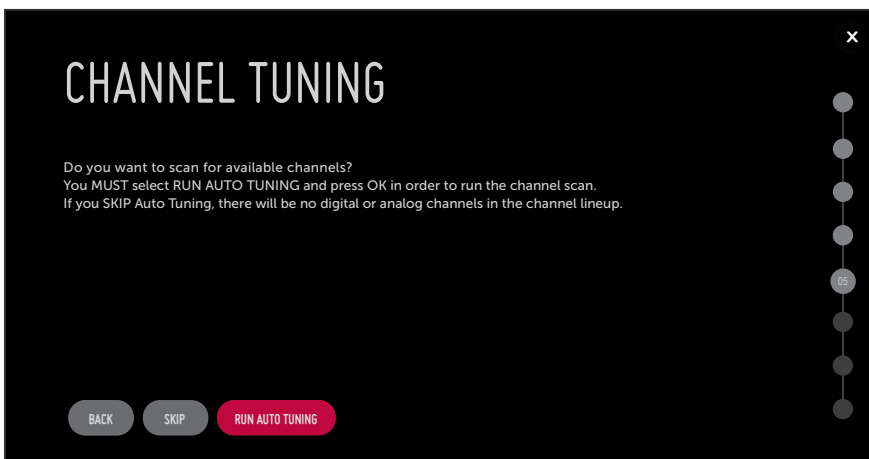 X
CHANNEL TUNING
Do you want to scan for available channels?
You MUST select RUN AUTO TUNING and press OK in order to run the channel scan.
If you SKIP Auto Tuning, there will be no digital or analog channels in the channel lineup.
05
BACK
SKIP
RUN AUTO TUNING